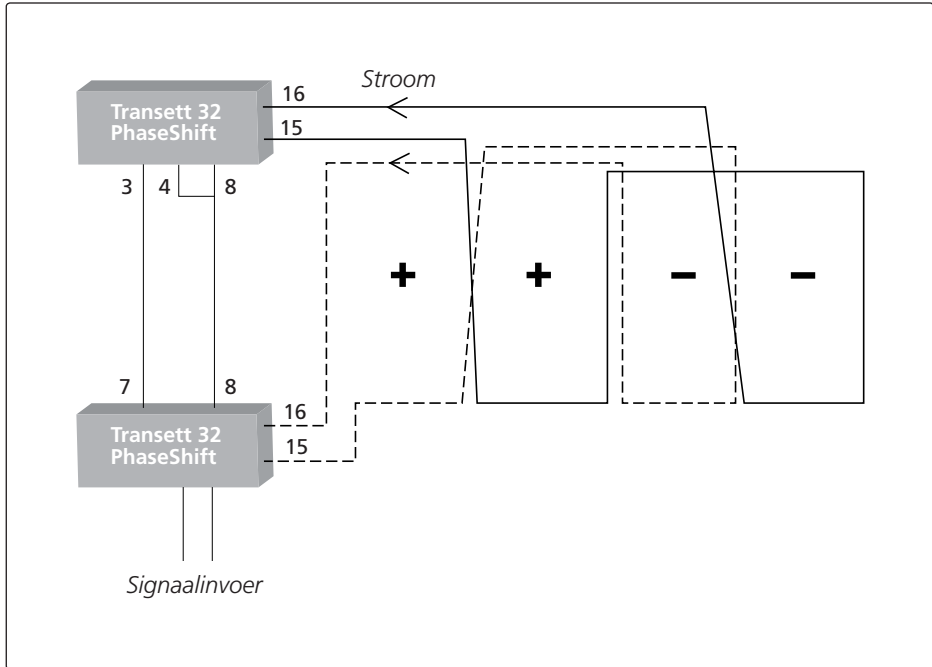 Stroom
16
Transett 32
PhaseShift
15
3 4 8
+ + − −
7 8
16
Transett 32
PhaseShift
15
Signaalinvoer